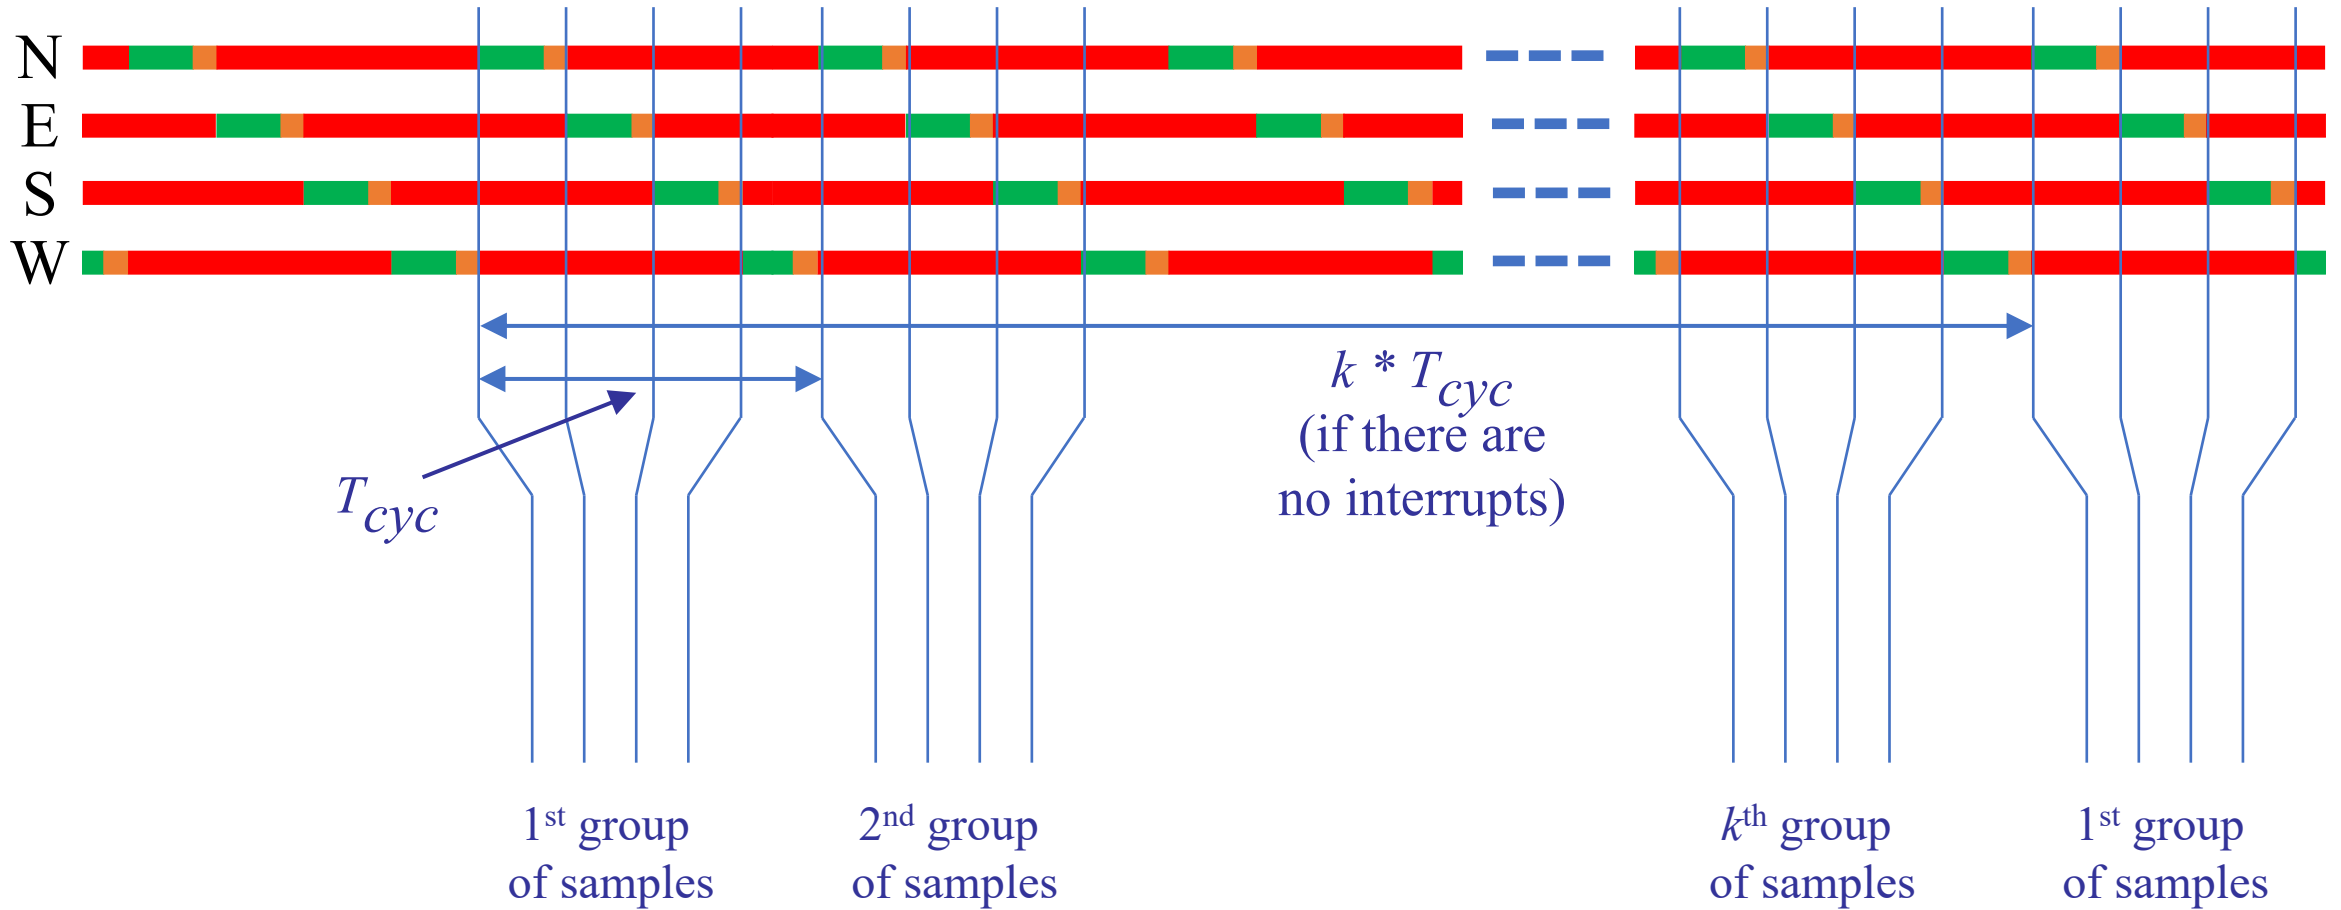 N
E
S
W
k * Tcyc
(if there are
no interrupts)
Tcyc
1st group
of samples
2nd group
of samples
kth group
of samples
1st group
of samples